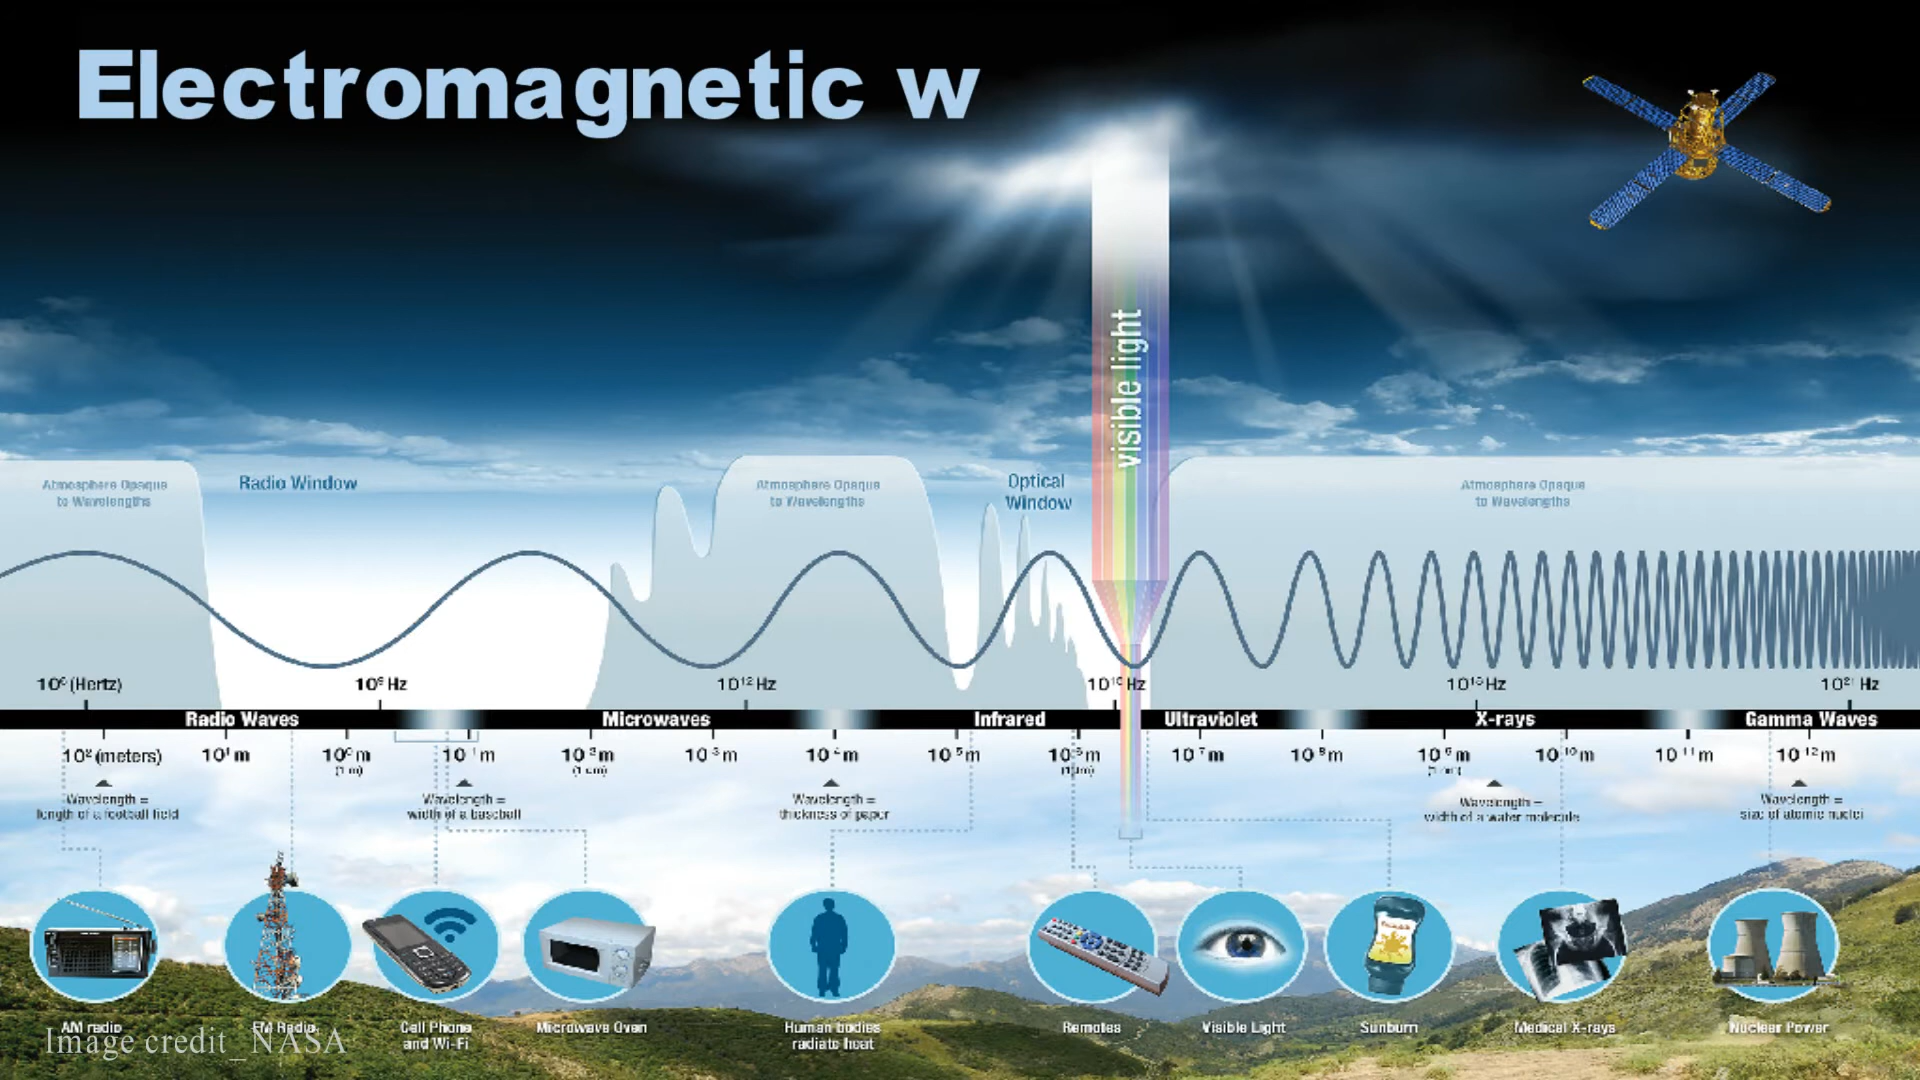 Electromagnetic w
visible light
Atmosphere Opaque
to Wavelengths
Radio Window
Atmosphere Opaque
to Wavelengths
Optical
Window
Atmosphere Opaque
to Wavelengths
10⁶ (Hertz)
10⁹ Hz
10¹² Hz
10¹⁵ Hz
10¹⁸ Hz
10²¹ Hz
Radio Waves
Microwaves
Infrared
Ultraviolet
X-rays
Gamma Waves
10² (meters)
10¹ m
10⁰ m
(1 m)
10⁻¹ m
10⁻² m
(1 cm)
10⁻³ m
10⁻⁴ m
10⁻⁵ m
10⁻⁶ m
10⁻⁷ m
10⁻⁸ m
10⁻⁹ m
10⁻¹⁰ m
10⁻¹¹ m
10⁻¹² m
Wavelength =
length of a football field
Wavelength =
width of a baseball
Wavelength =
thickness of paper
Wavelength =
width of a water molecule
Wavelength =
size of atomic nuclei
AM radio
FM Radio
Cell Phone
and Wi-Fi
Microwave Oven
Human bodies
radiate heat
Remotes
Visible Light
Sunburn
Medical X-rays
Nuclear Power
Image credit_NASA